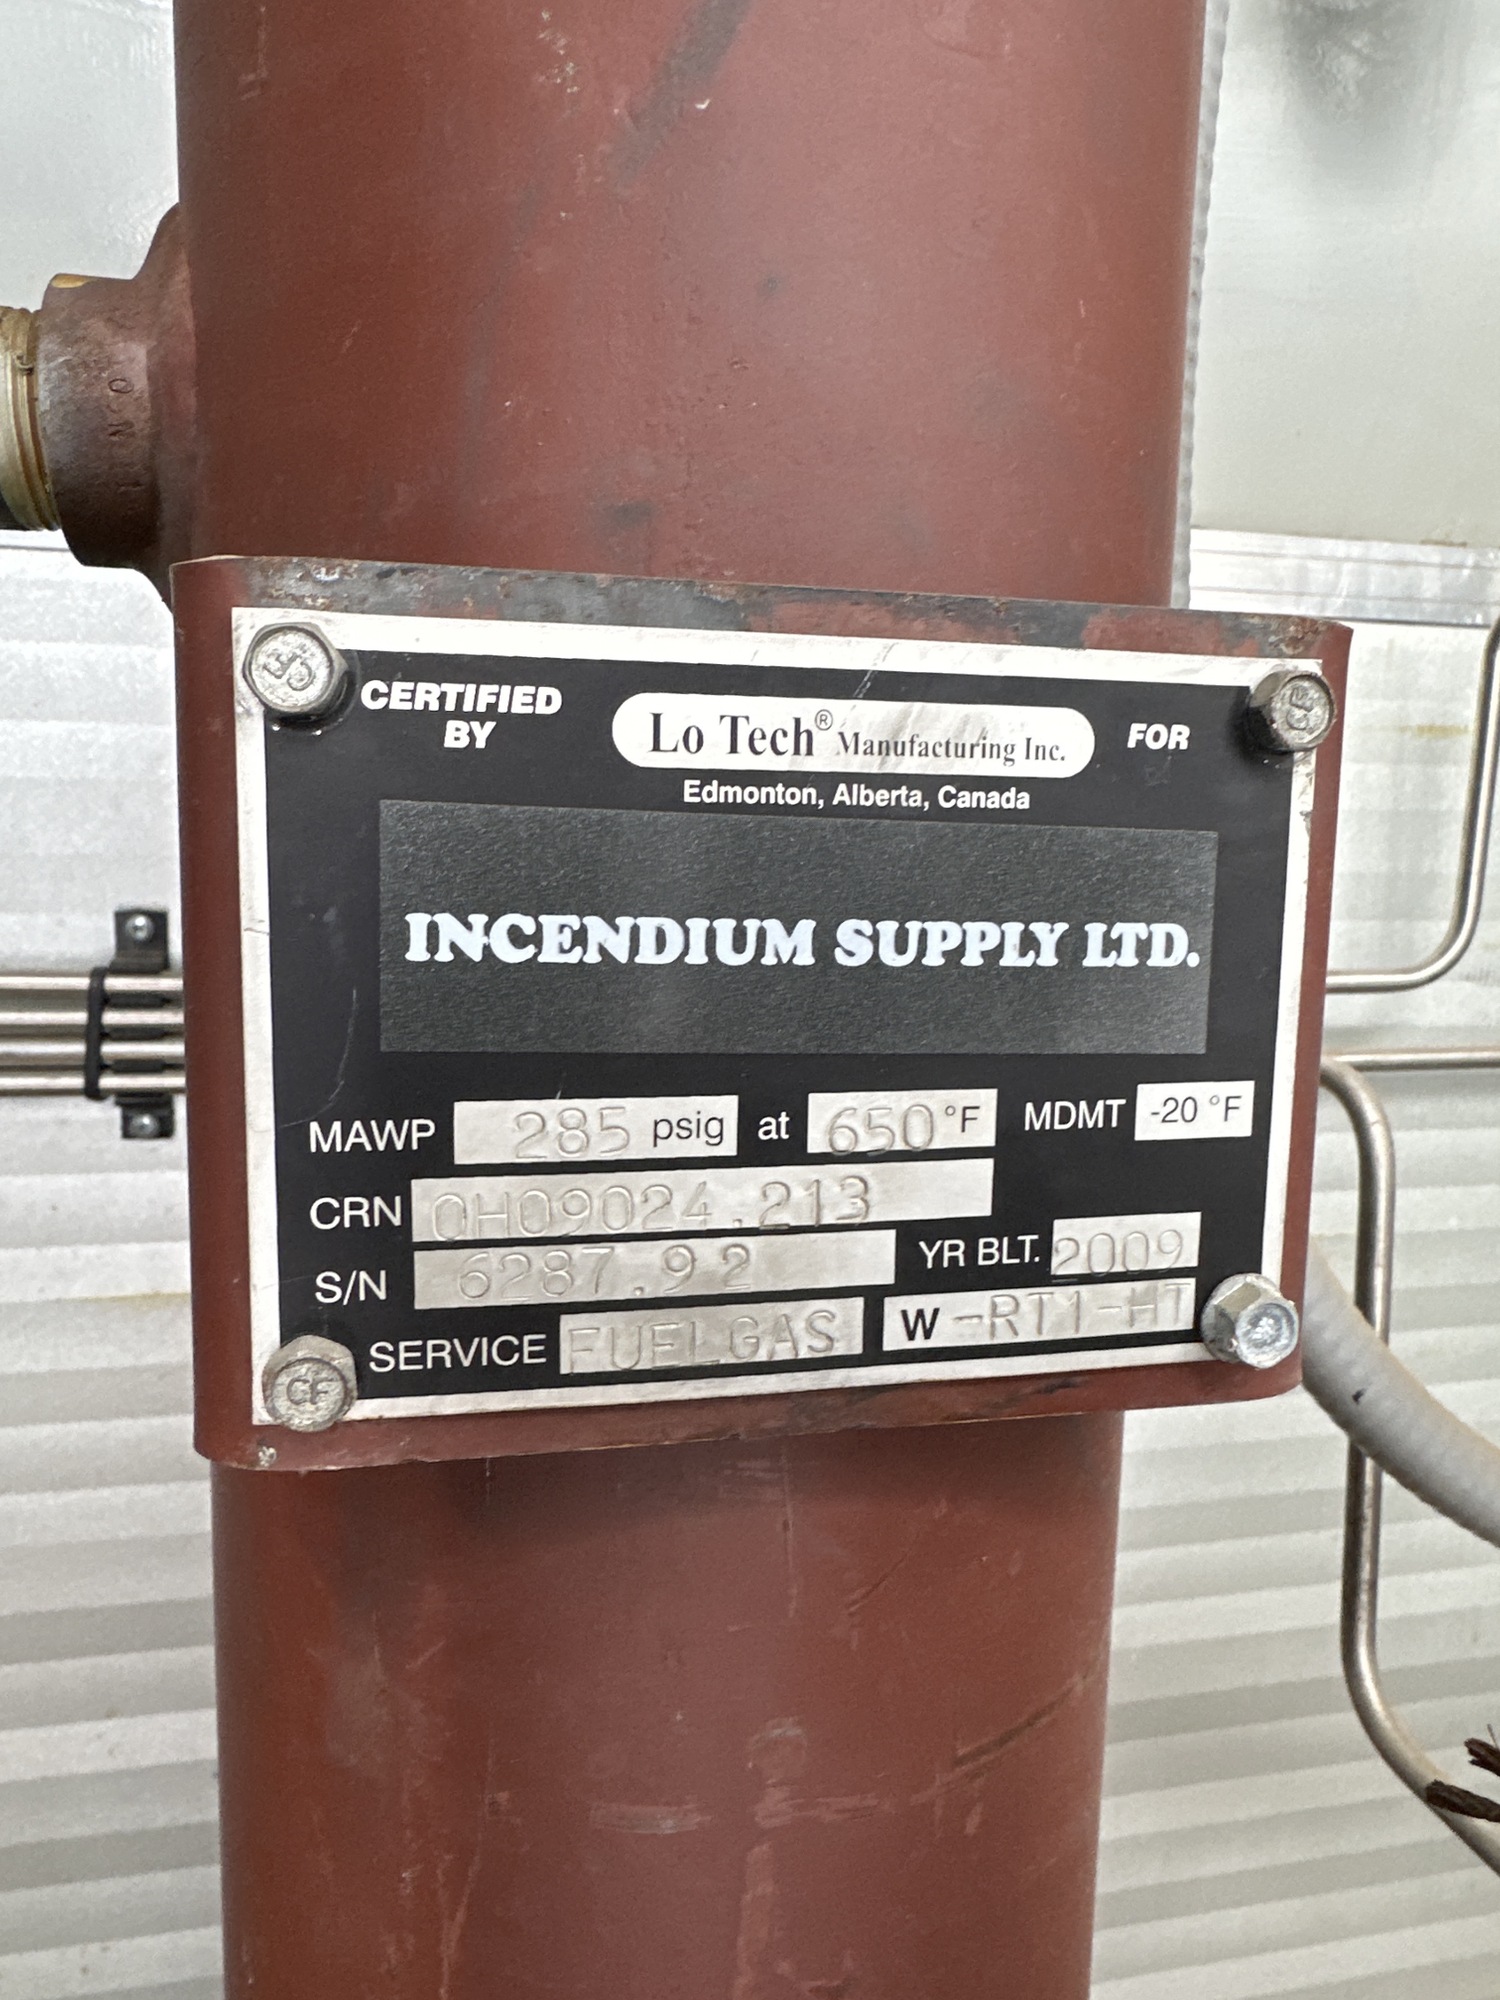 CERTIFIED BY
Lo Tech® Manufacturing Inc.
FOR
Edmonton, Alberta, Canada
INCENDIUM SUPPLY LTD.
MAWP 285 psig at 650 °F MDMT -20 °F
CRN 0H09024.213
S/N 6287.92 YR BLT. 2009
SERVICE FUELGAS W-RT1-HT